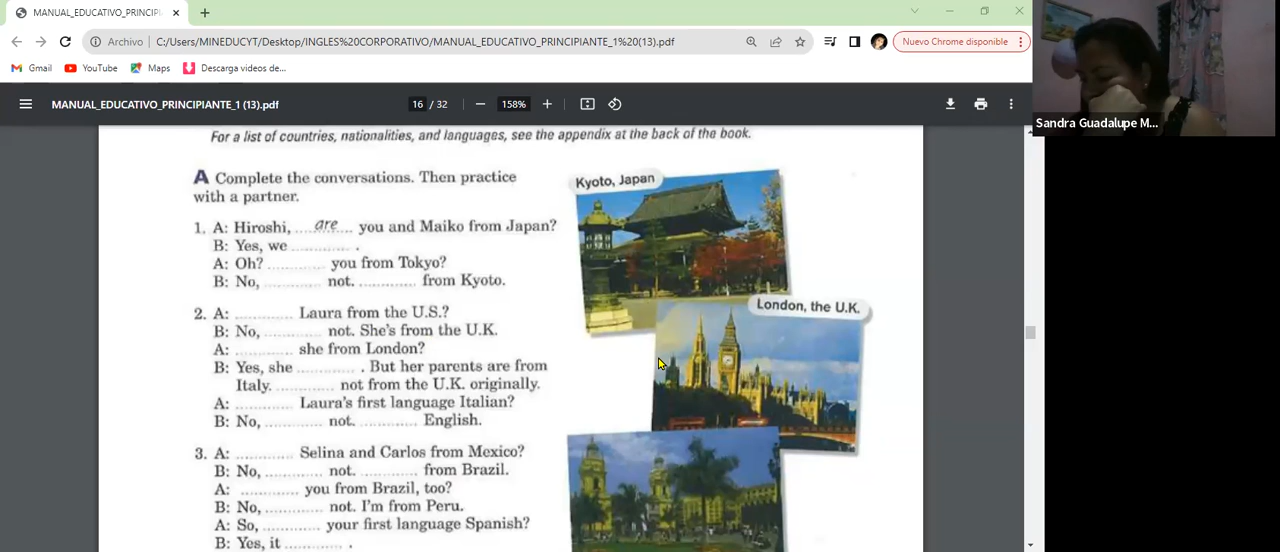 MANUAL_EDUCATIVO_PRINCIPI
Archivo C:/Users/MINEDUCYT/Desktop/INGLES%20CORPORATIVO/MANUAL_EDUCATIVO_PRINCIPIANTE_1%20(13).pdf
Nuevo Chrome disponible
Gmail YouTube Maps Descarga videos de...
MANUAL_EDUCATIVO_PRINCIPIANTE_1 (13).pdf 16 / 32 158%
Sandra Guadalupe M...
For a list of countries, nationalities, and languages, see the appendix at the back of the book.
A Complete the conversations. Then practice
with a partner.
1. A: Hiroshi, ....are.... you and Maiko from Japan?
B: Yes, we ............ .
A: Oh? ............ you from Tokyo?
B: No, ............ not. ............ from Kyoto.
2. A: ............ Laura from the U.S.?
B: No, ............ not. She's from the U.K.
A: ............ she from London?
B: Yes, she ............ . But her parents are from
Italy. ............ not from the U.K. originally.
A: ............ Laura's first language Italian?
B: No, ............ not. ............ English.
3. A: ............ Selina and Carlos from Mexico?
B: No, ............ not. ............ from Brazil.
A: ............ you from Brazil, too?
B: No, ............ not. I'm from Peru.
A: So, ............ your first language Spanish?
B: Yes, it ............ .
Kyoto, Japan
London, the U.K.